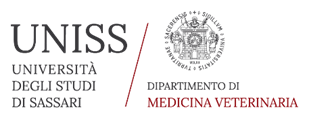 UNISS
UNIVERSITÀ
DEGLI STUDI
DI SASSARI
DIPARTIMENTO DI
MEDICINA VETERINARIA